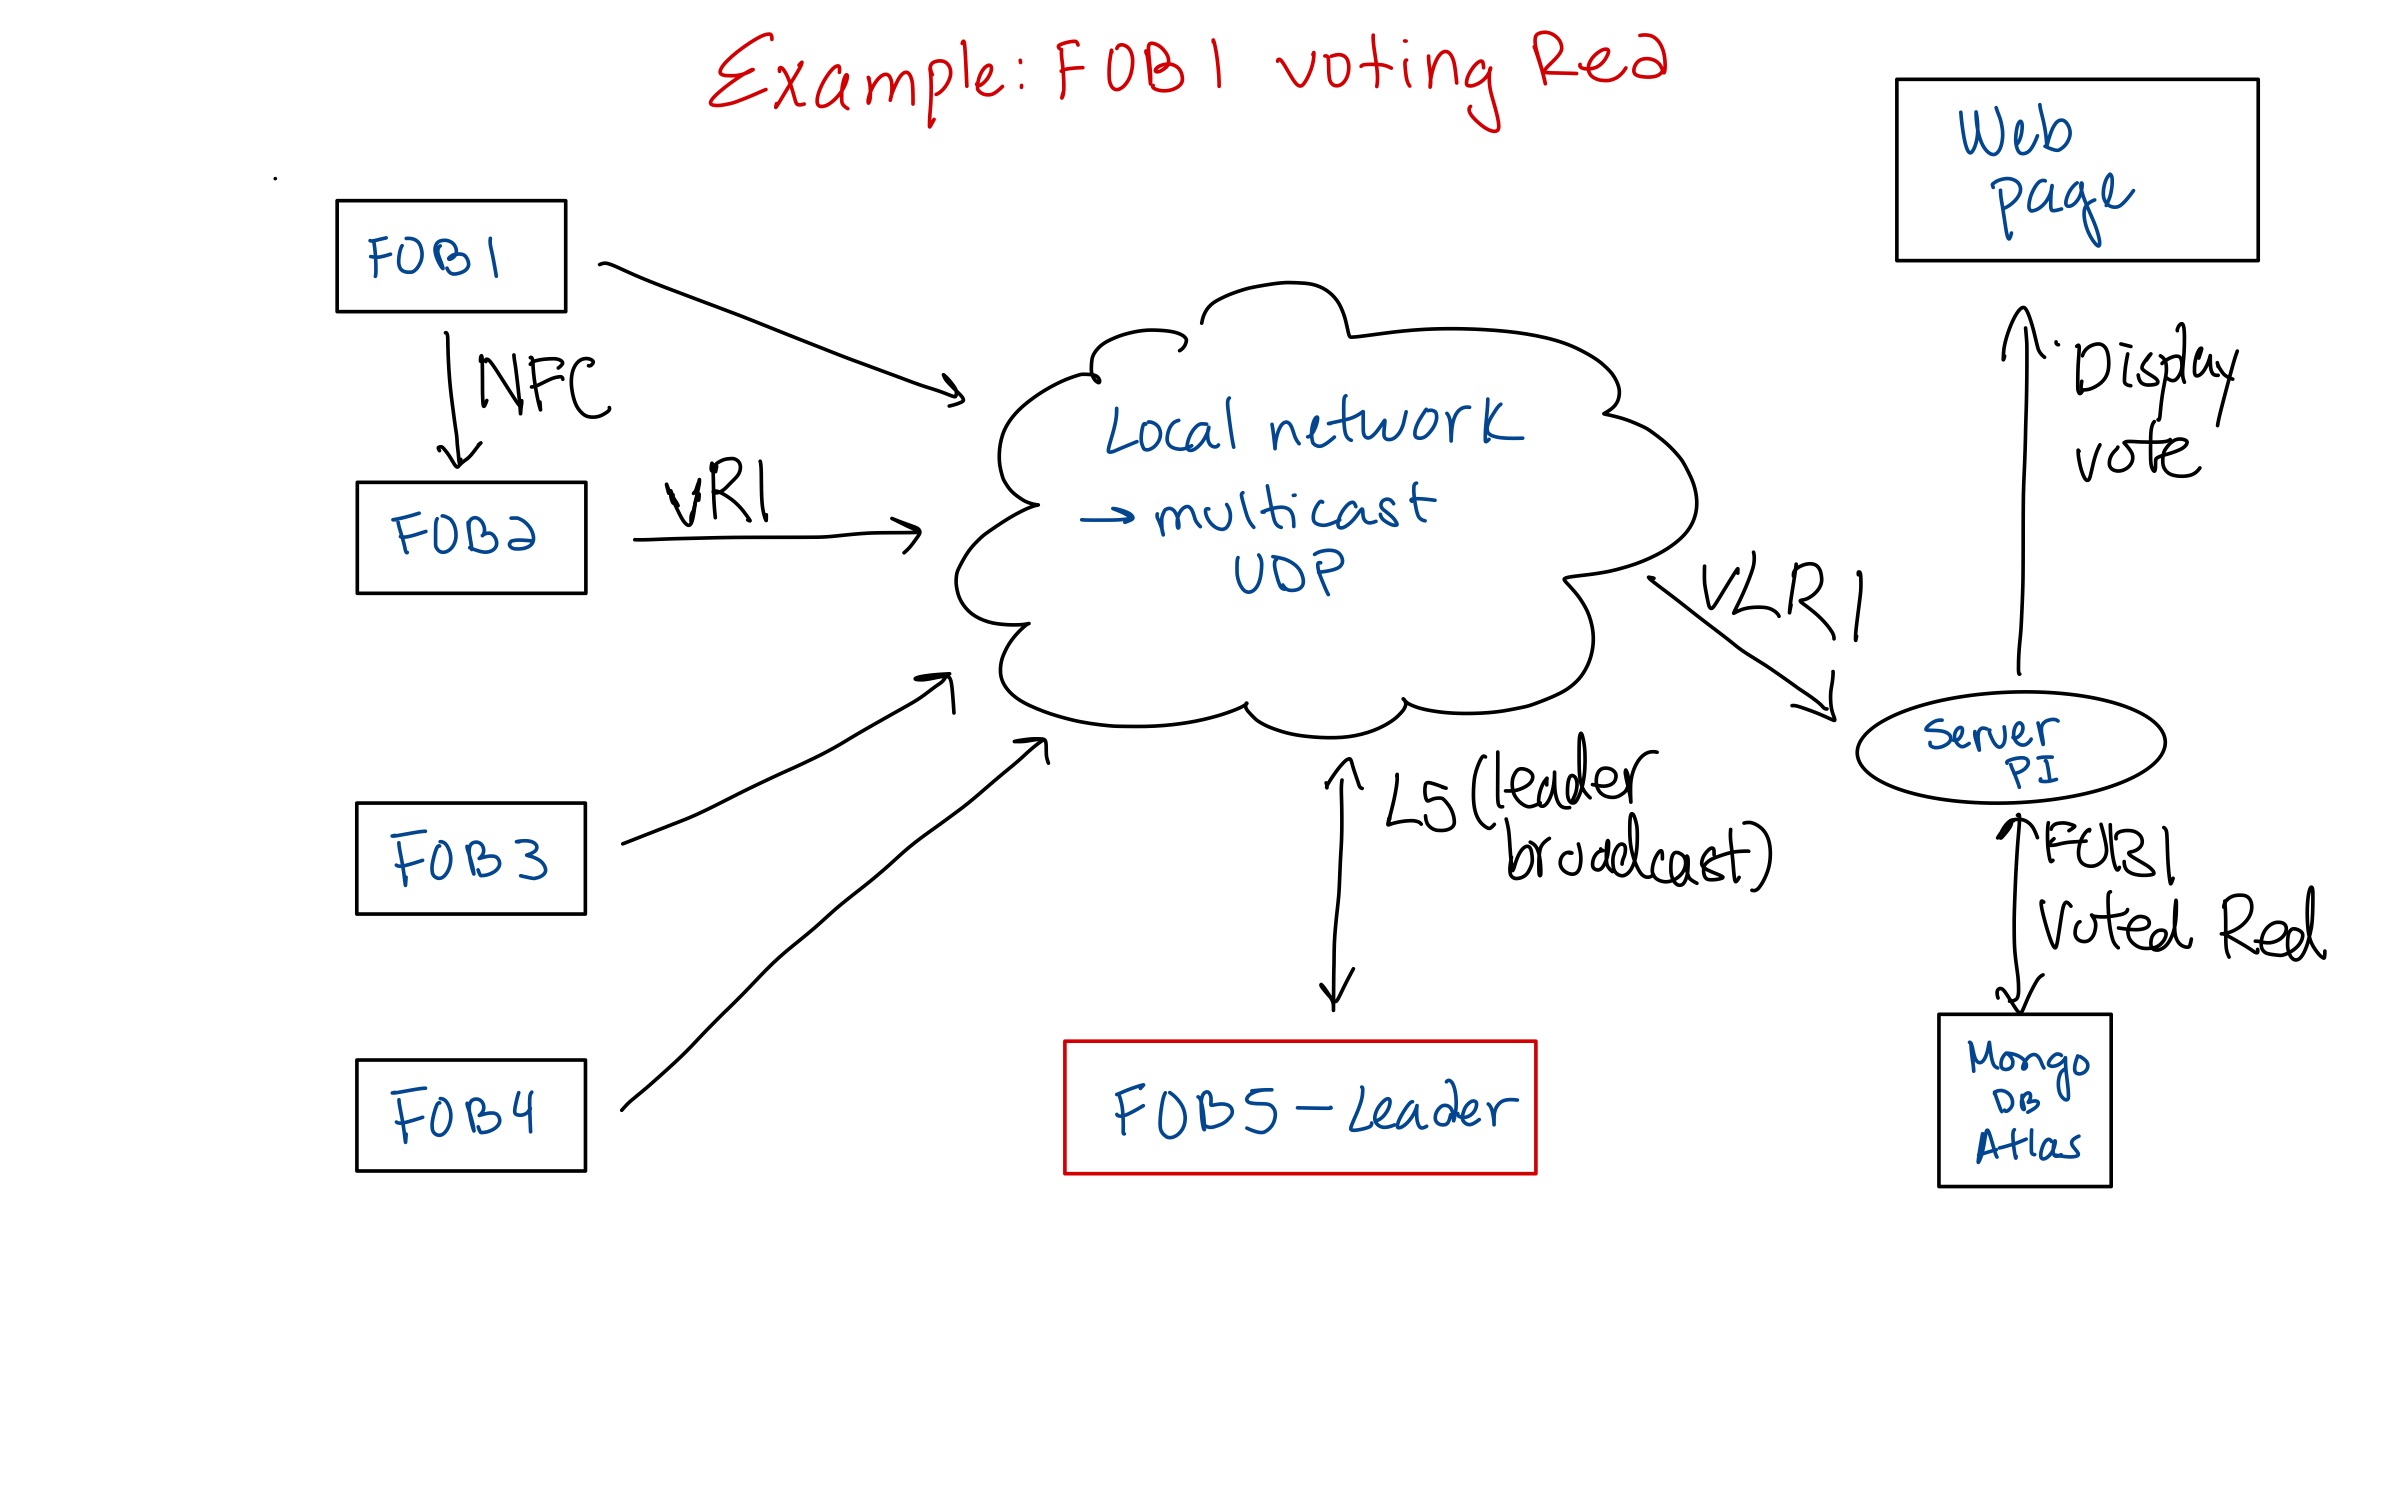 Example: FOB1 voting Red
Web
Page
FOB1
NFC
FOB2
VR1
Local network
→ multicast
UDP
VLR1
Display
vote
Server
PI
FOB3
L5 (leader
broadcast)
FOB1
Voted Red
FOB4
FOB5 - Leader
Mongo
DB
Atlas